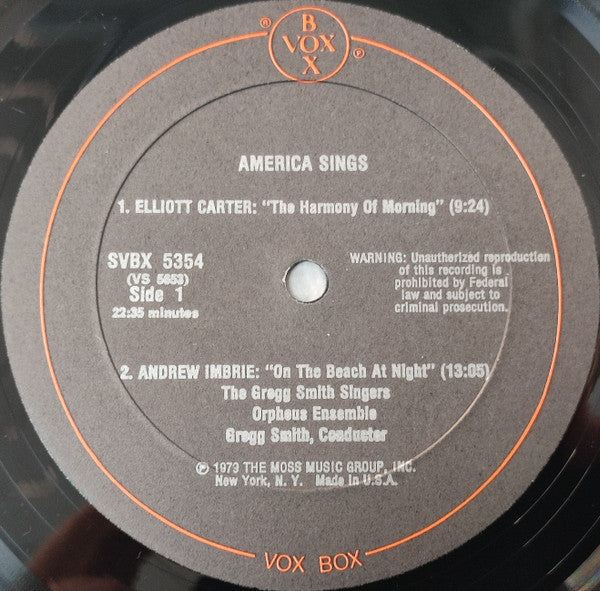 B
VOX
X
℗ ℗
AMERICA SINGS
1. ELLIOTT CARTER: "The Harmony Of Morning" (9:24)
SVBX 5354
(VS 5653)
Side 1
22:35 minutes
WARNING: Unauthorized reproduction
of this recording is
prohibited by Federal
law and subject to
criminal prosecution.
2. ANDREW IMBRIE: "On The Beach At Night" (13:05)
The Gregg Smith Singers
Orpheus Ensemble
Gregg Smith, Conductor
℗ 1973 THE MOSS MUSIC GROUP, INC.
New York, N. Y. Made in U.S.A.
VOX BOX